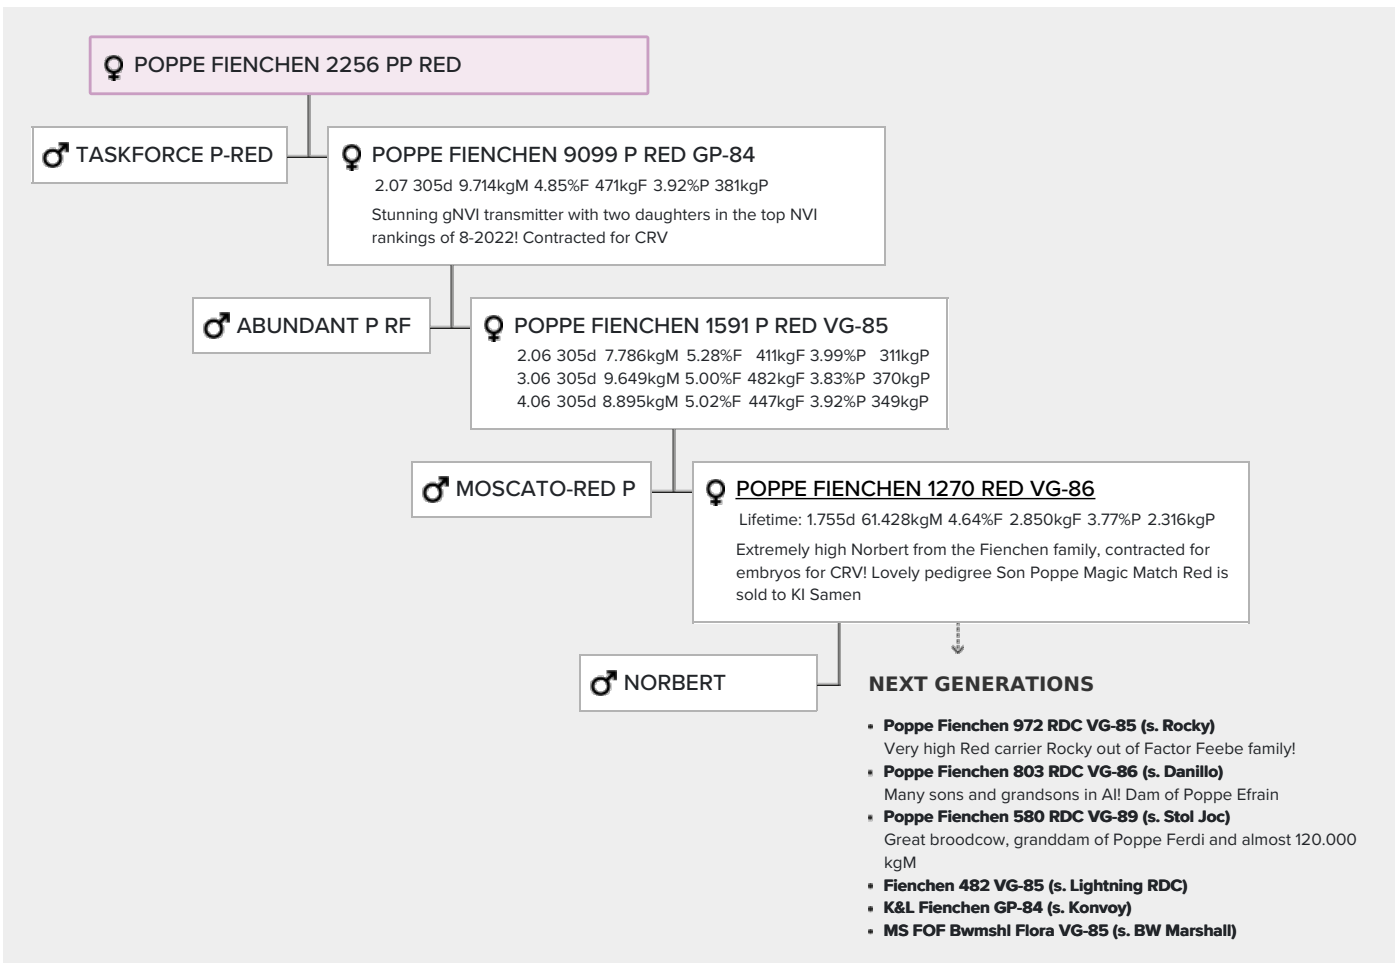 POPPE FIENCHEN 2256 PP RED
TASKFORCE P-RED
POPPE FIENCHEN 9099 P RED GP-84
2.07 305d 9.714kgM 4.85%F 471kgF 3.92%P 381kgP
Stunning gNVI transmitter with two daughters in the top NVI
rankings of 8-2022! Contracted for CRV
ABUNDANT P RF
POPPE FIENCHEN 1591 P RED VG-85
2.06 305d 7.786kgM 5.28%F 411kgF 3.99%P 311kgP
3.06 305d 9.649kgM 5.00%F 482kgF 3.83%P 370kgP
4.06 305d 8.895kgM 5.02%F 447kgF 3.92%P 349kgP
MOSCATO-RED P
POPPE FIENCHEN 1270 RED VG-86
Lifetime: 1.755d 61.428kgM 4.64%F 2.850kgF 3.77%P 2.316kgP
Extremely high Norbert from the Fienchen family, contracted for
embryos for CRV! Lovely pedigree Son Poppe Magic Match Red is
sold to KI Samen
NORBERT
NEXT GENERATIONS
Poppe Fienchen 972 RDC VG-85 (s. Rocky)
Very high Red carrier Rocky out of Factor Feebe family!
Poppe Fienchen 803 RDC VG-86 (s. Danillo)
Many sons and grandsons in AI! Dam of Poppe Efrain
Poppe Fienchen 580 RDC VG-89 (s. Stol Joc)
Great broodcow, granddam of Poppe Ferdi and almost 120.000
kgM
Fienchen 482 VG-85 (s. Lightning RDC)
K&L Fienchen GP-84 (s. Konvoy)
MS FOF Bwmshl Flora VG-85 (s. BW Marshall)